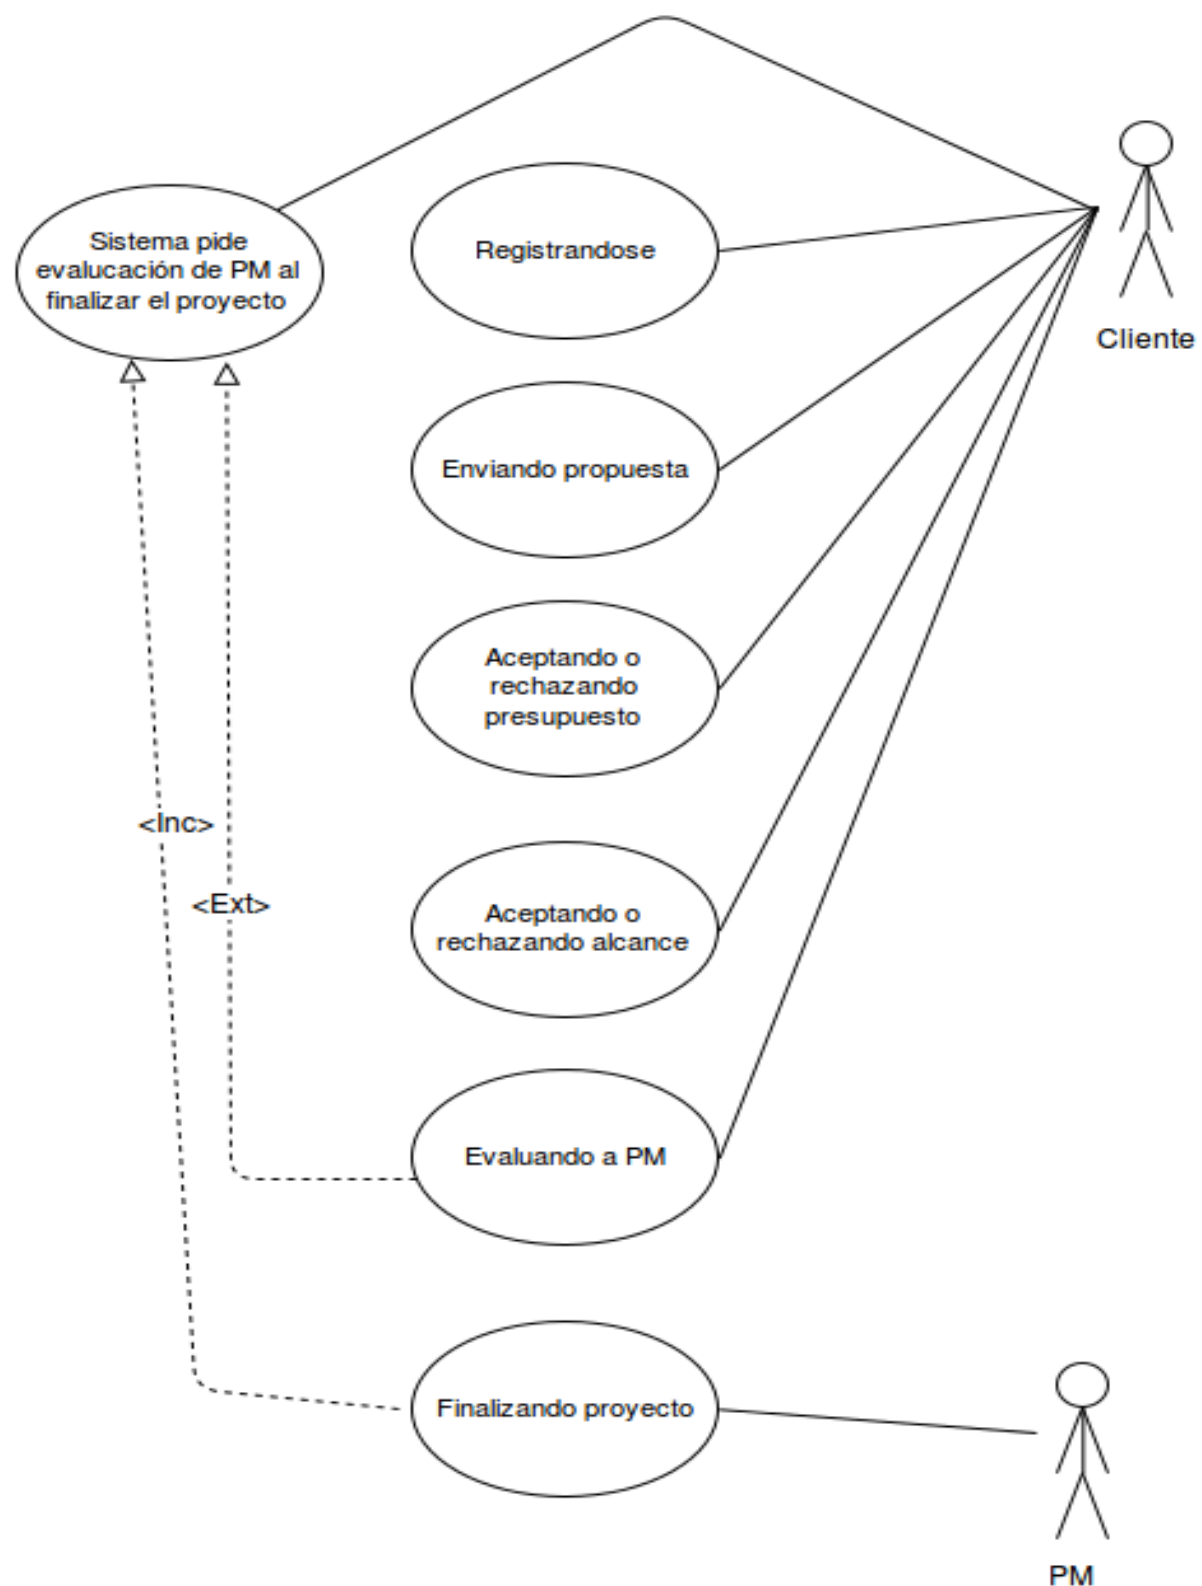 Sistema pide
evalucación de PM al
finalizar el proyecto
Registrandose
Cliente
Enviando propuesta
Aceptando o
rechazando
presupuesto
<Inc>
<Ext>
Aceptando o
rechazando alcance
Evaluando a PM
Finalizando proyecto
PM